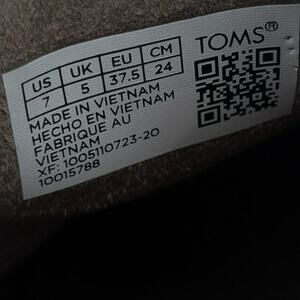 US UK EU CM TOMS®
7 5 37.5 24
MADE IN VIETNAM
HECHO EN VIETNAM
FABRIQUE AU
VIETNAM
XF: 1005110723-20
10015788